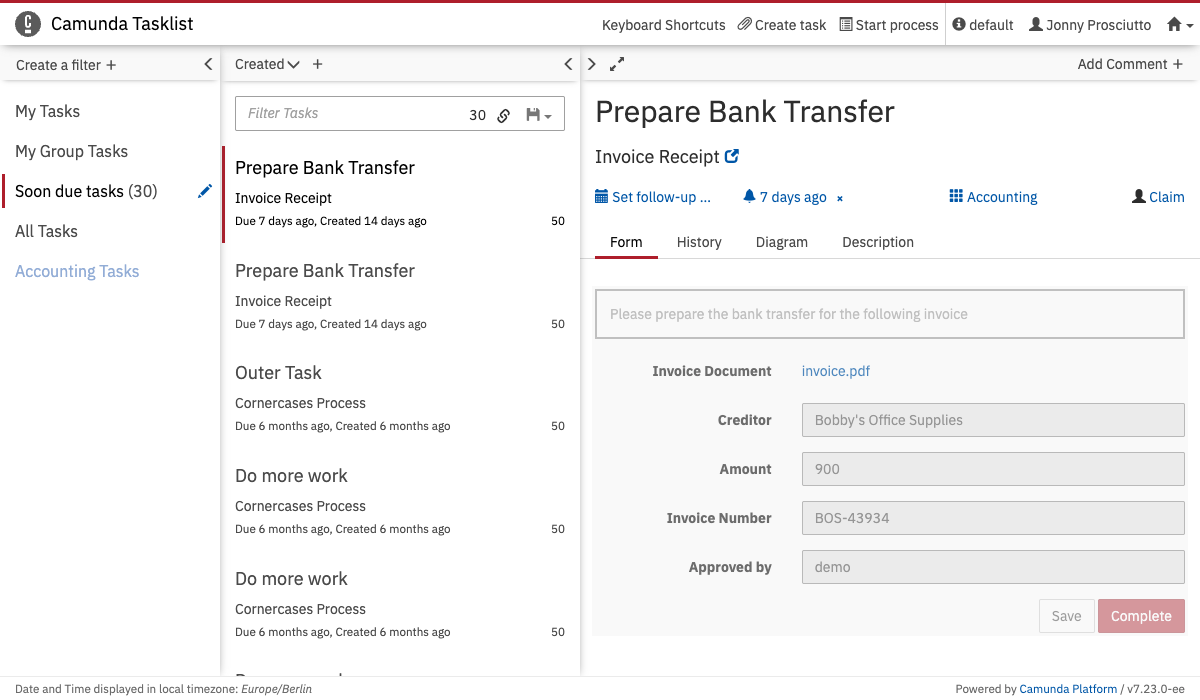 Camunda Tasklist
Keyboard Shortcuts Create task Start process default Jonny Prosciutto
Create a filter +
My Tasks
My Group Tasks
Soon due tasks (30)
All Tasks
Accounting Tasks
Created +
Filter Tasks 30
Prepare Bank Transfer
Invoice Receipt
Due 7 days ago, Created 14 days ago 50
Prepare Bank Transfer
Invoice Receipt
Due 7 days ago, Created 14 days ago 50
Outer Task
Cornercases Process
Due 6 months ago, Created 6 months ago 50
Do more work
Cornercases Process
Due 6 months ago, Created 6 months ago 50
Do more work
Cornercases Process
Due 6 months ago, Created 6 months ago 50
Add Comment +
Prepare Bank Transfer
Invoice Receipt
Set follow-up ... 7 days ago × Accounting Claim
Form History Diagram Description
Please prepare the bank transfer for the following invoice
Invoice Document invoice.pdf
Creditor Bobby's Office Supplies
Amount 900
Invoice Number BOS-43934
Approved by demo
Save Complete
Date and Time displayed in local timezone: Europe/Berlin
Powered by Camunda Platform / v7.23.0-ee